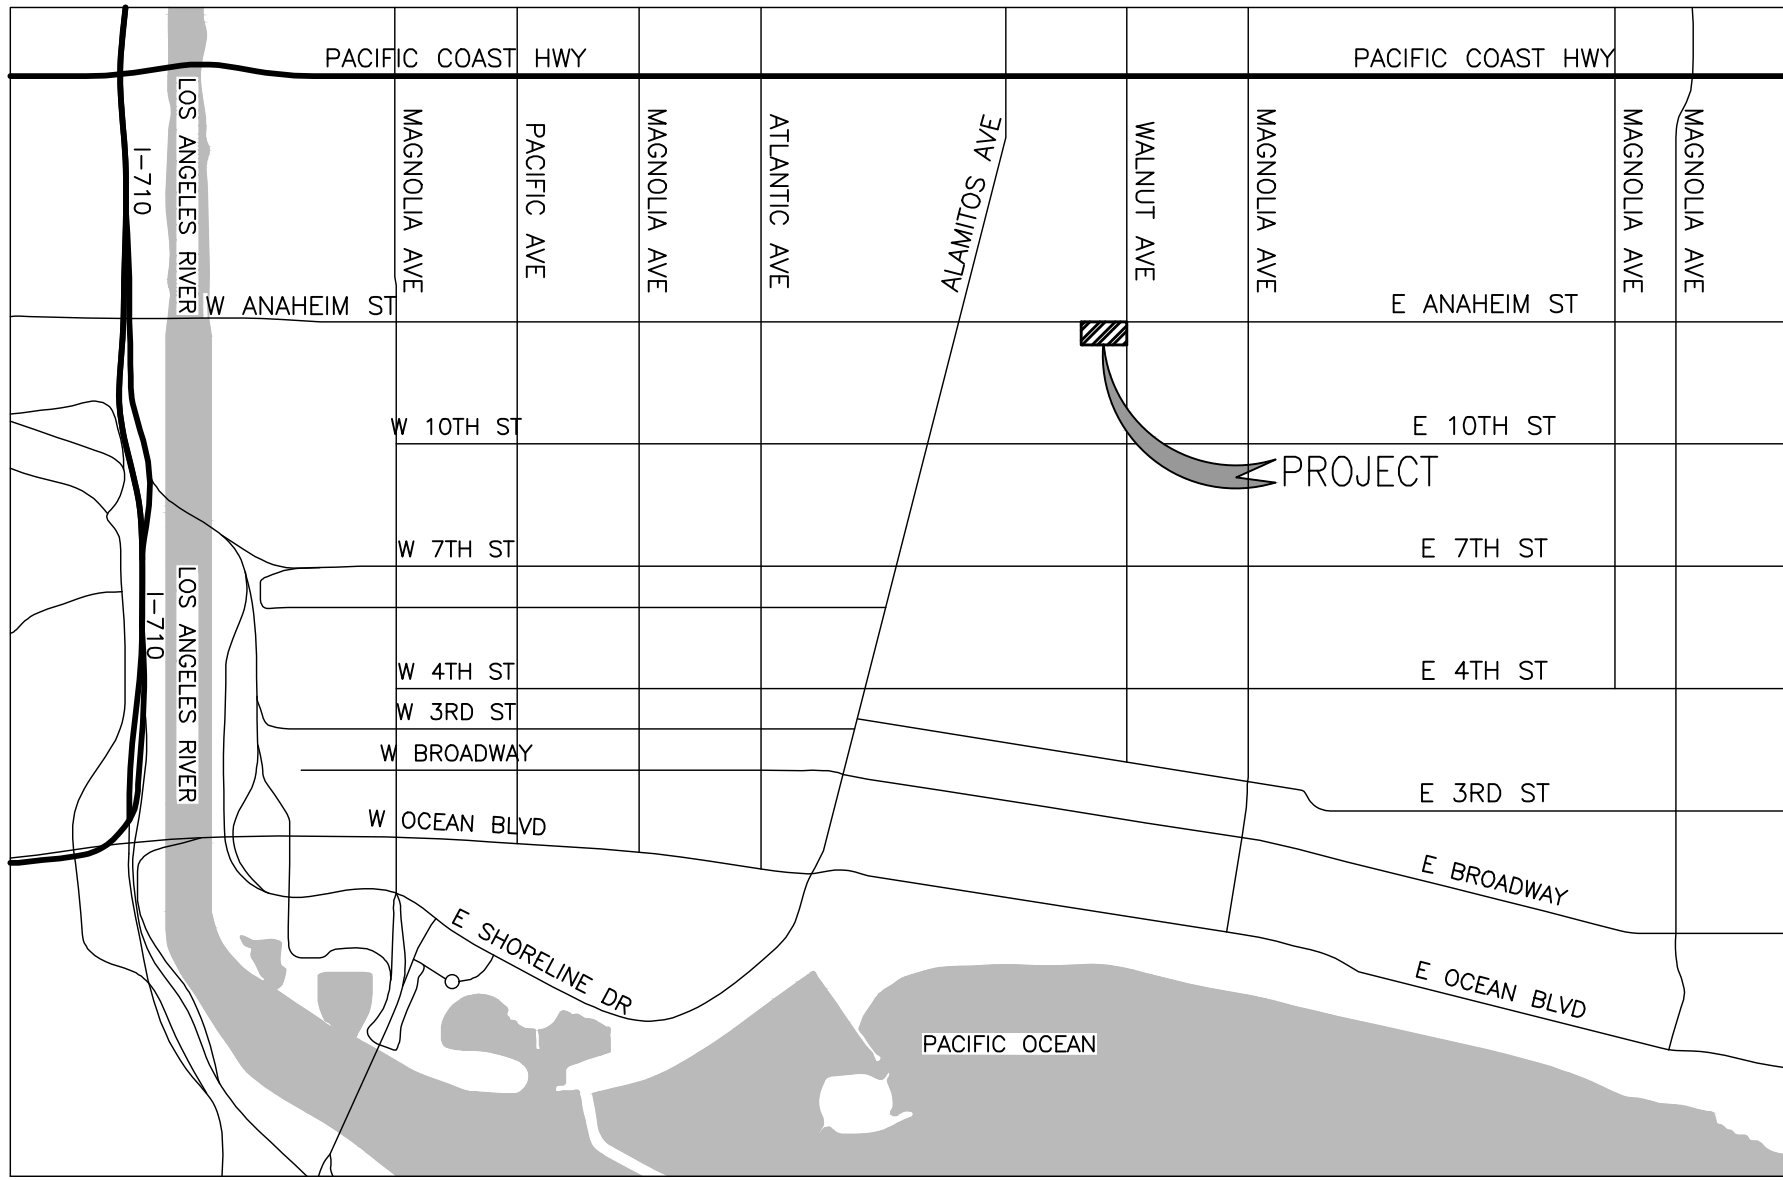 PACIFIC COAST HWY
PACIFIC COAST HWY
LOS ANGELES RIVER
I-710
MAGNOLIA AVE
PACIFIC AVE
MAGNOLIA AVE
ATLANTIC AVE
ALAMITOS AVE
WALNUT AVE
MAGNOLIA AVE
MAGNOLIA AVE
MAGNOLIA AVE
W ANAHEIM ST
E ANAHEIM ST
W 10TH ST
E 10TH ST
PROJECT
W 7TH ST
E 7TH ST
LOS ANGELES RIVER
I-710
W 4TH ST
E 4TH ST
W 3RD ST
W BROADWAY
E 3RD ST
W OCEAN BLVD
E BROADWAY
E SHORELINE DR
E OCEAN BLVD
PACIFIC OCEAN